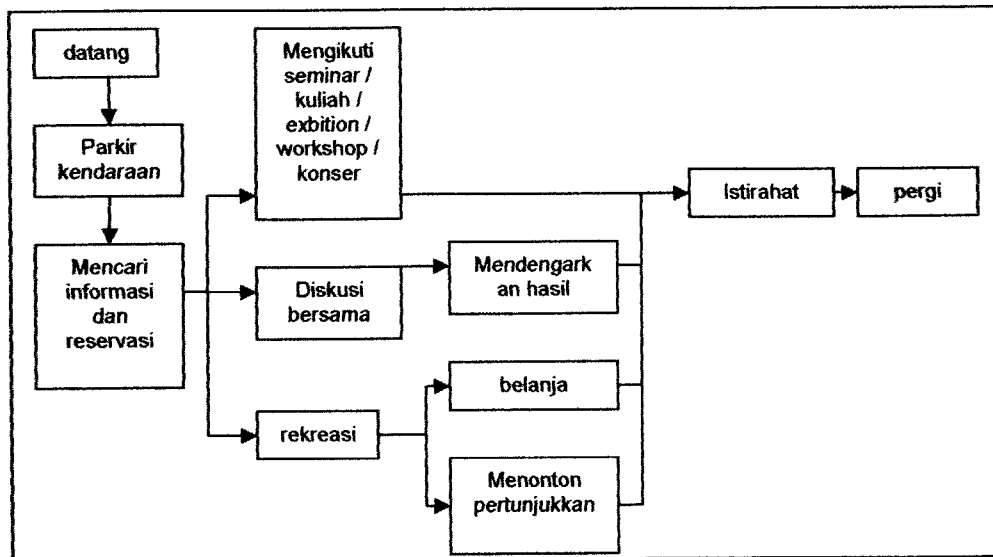 datang
Parkir
kendaraan
Mencari
informasi
dan
reservasi
Mengikuti
seminar /
kuliah /
exbition /
workshop /
konser
Diskusi
bersama
Mendengark
an hasil
rekreasi
belanja
Menonton
pertunjukkan
Istirahat
pergi